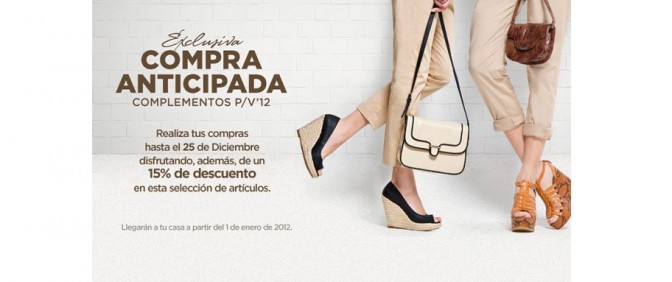 Exclusiva
COMPRA
ANTICIPADA
COMPLEMENTOS P/V'12
Realiza tus compras
hasta el 25 de Diciembre
disfrutando, además, de un
15% de descuento
en esta selección de artículos.
Llegarán a tu casa a partir del 1 de enero de 2012.